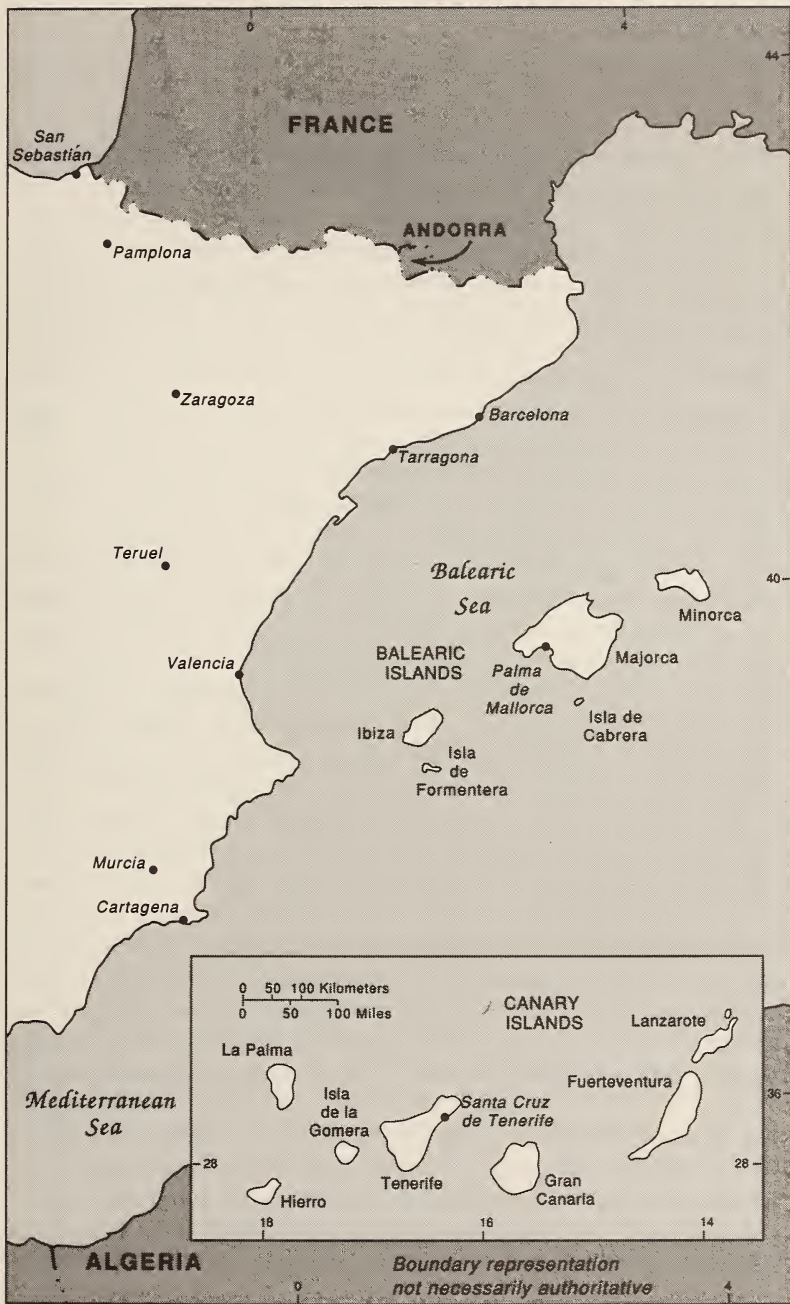 0
4
44
San
Sebastián
FRANCE
ANDORRA
Pamplona
Zaragoza
Barcelona
Tarragona
Teruel
Balearic
Sea
40
Minorca
BALEARIC
ISLANDS
Majorca
Valencia
Palma
de
Mallorca
Isla de
Cabrera
Ibiza
Isla
de
Formentera
Murcia
Cartagena
0 50 100 Kilometers
0 50 100 Miles
CANARY
ISLANDS
Lanzarote
La Palma
Fuerteventura
36
Mediterranean
Sea
Isla
de la
Gomera
Santa Cruz
de Tenerife
28
28
Hierro
Tenerife
Gran
Canaria
18
16
14
ALGERIA
Boundary representation
not necessarily authoritative
0
4